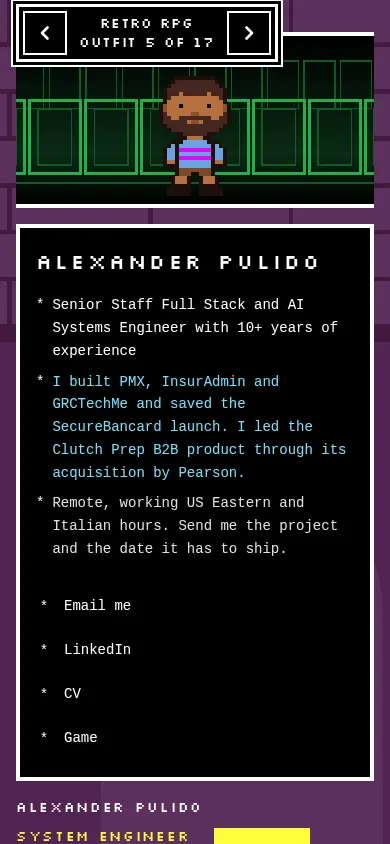 RETRO RPG
OUTFIT 5 OF 17
ALEXANDER PULIDO
* Senior Staff Full Stack and AI
Systems Engineer with 10+ years of
experience
* I built PMX, InsurAdmin and
GRCTechMe and saved the
SecureBancard launch. I led the
Clutch Prep B2B product through its
acquisition by Pearson.
* Remote, working US Eastern and
Italian hours. Send me the project
and the date it has to ship.
* Email me
* LinkedIn
* CV
* Game
ALEXANDER PULIDO
SYSTEM ENGINEER